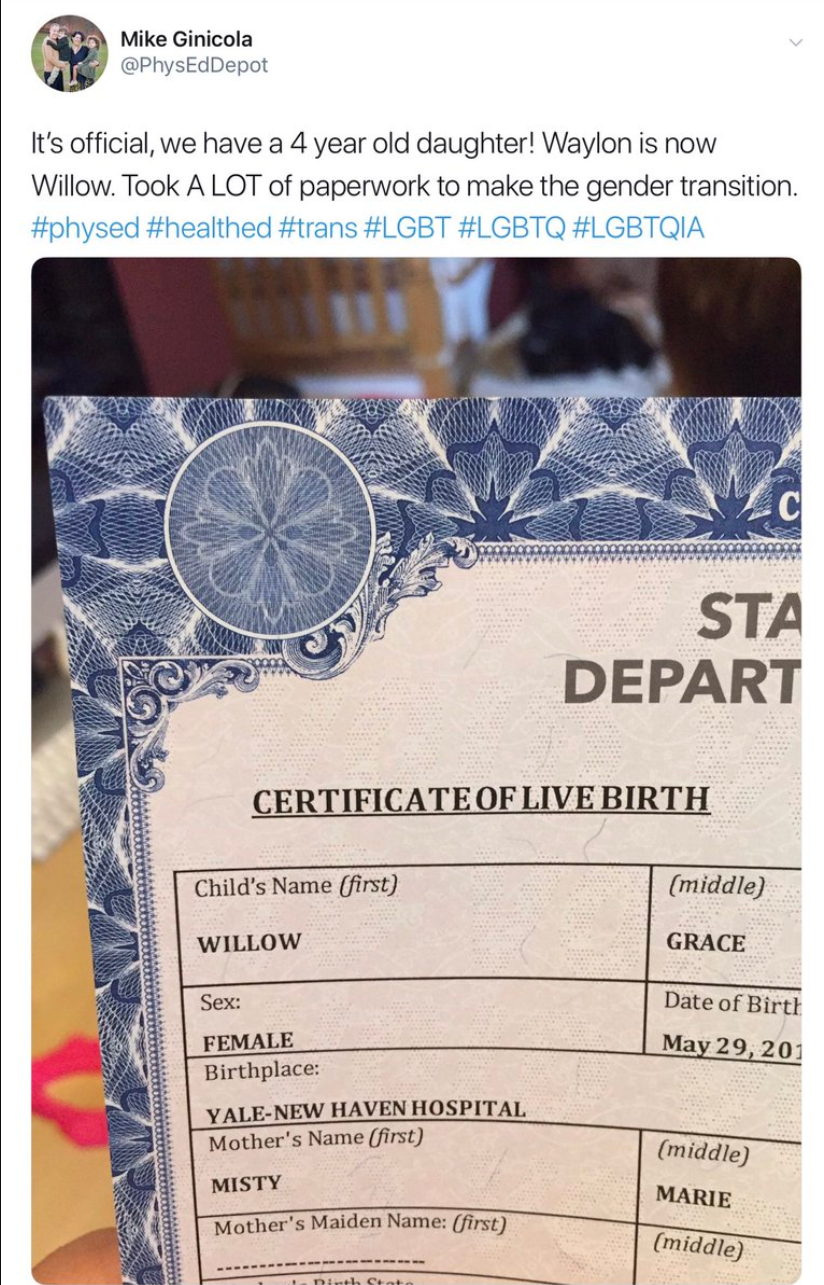 Mike Ginicola
@PhysEdDepot
It's official, we have a 4 year old daughter! Waylon is now
Willow. Took A LOT of paperwork to make the gender transition.
#physed #healthed #trans #LGBT #LGBTQ #LGBTQIA
C
STA
DEPART
CERTIFICATE OF LIVE BIRTH
Child's Name (first) (middle)
WILLOW GRACE
Sex: Date of Birth
FEMALE May 29, 201
Birthplace:
YALE-NEW HAVEN HOSPITAL
Mother's Name (first) (middle)
MISTY MARIE
Mother's Maiden Name: (first) (middle)
Birth State